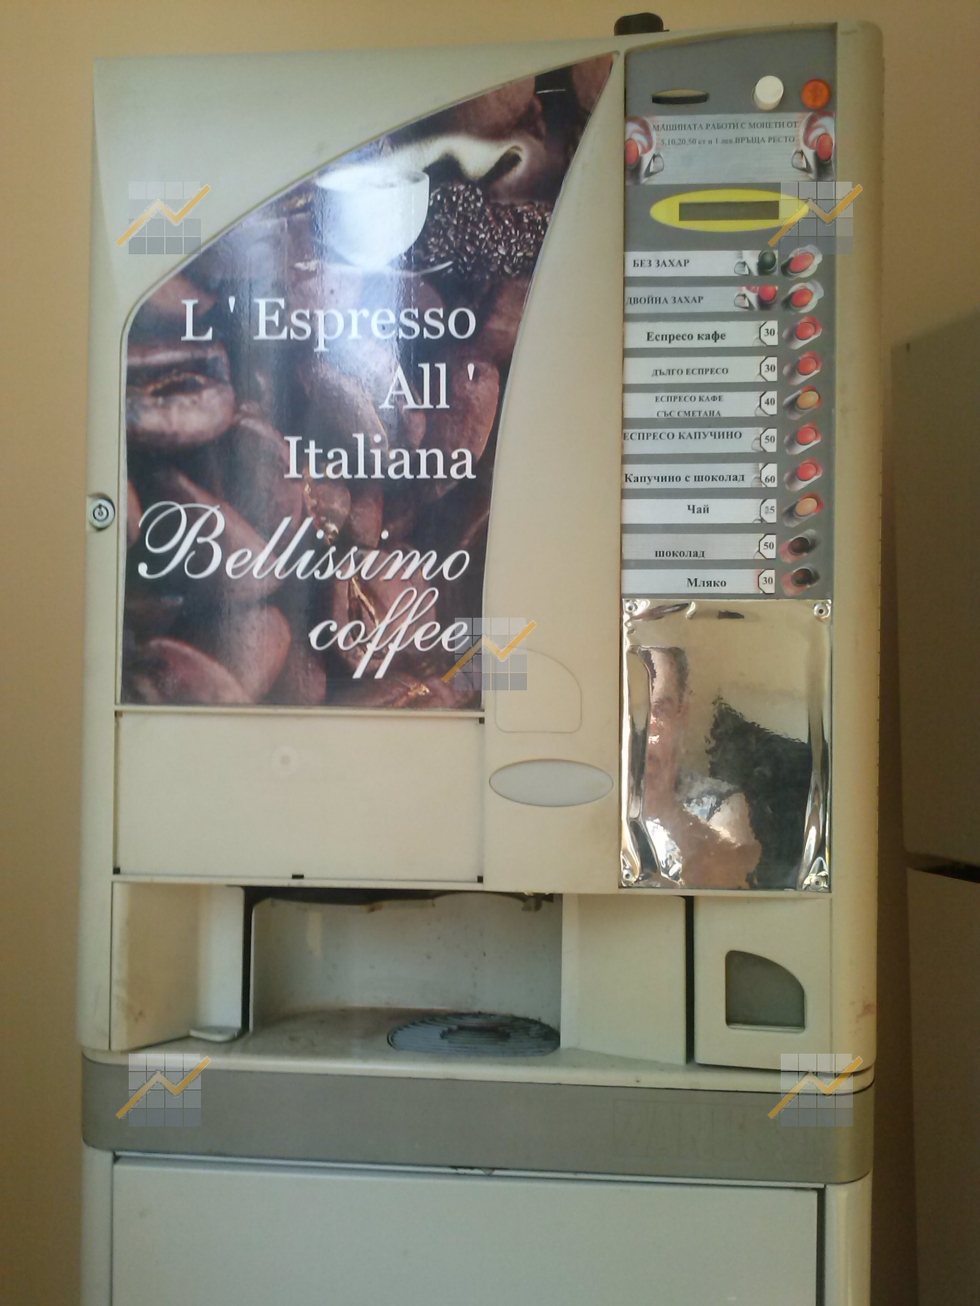 L ' Espresso
All '
Italiana
Bellissimo
coffee
МАШИНАТА РАБОТИ С МОНЕТИ ОТ
5,10,20,50 ст и 1 лев ВРЪЩА РЕСТО
БЕЗ ЗАХАР
ДВОЙНА ЗАХАР
Еспресо кафе 30
ДЪЛГО ЕСПРЕСО 30
ЕСПРЕСО КАФЕ
СЪС СМЕТАНА 40
ЕСПРЕСО КАПУЧИНО 50
Капучино с шоколад 60
Чай
шоколад 50
Мляко 30